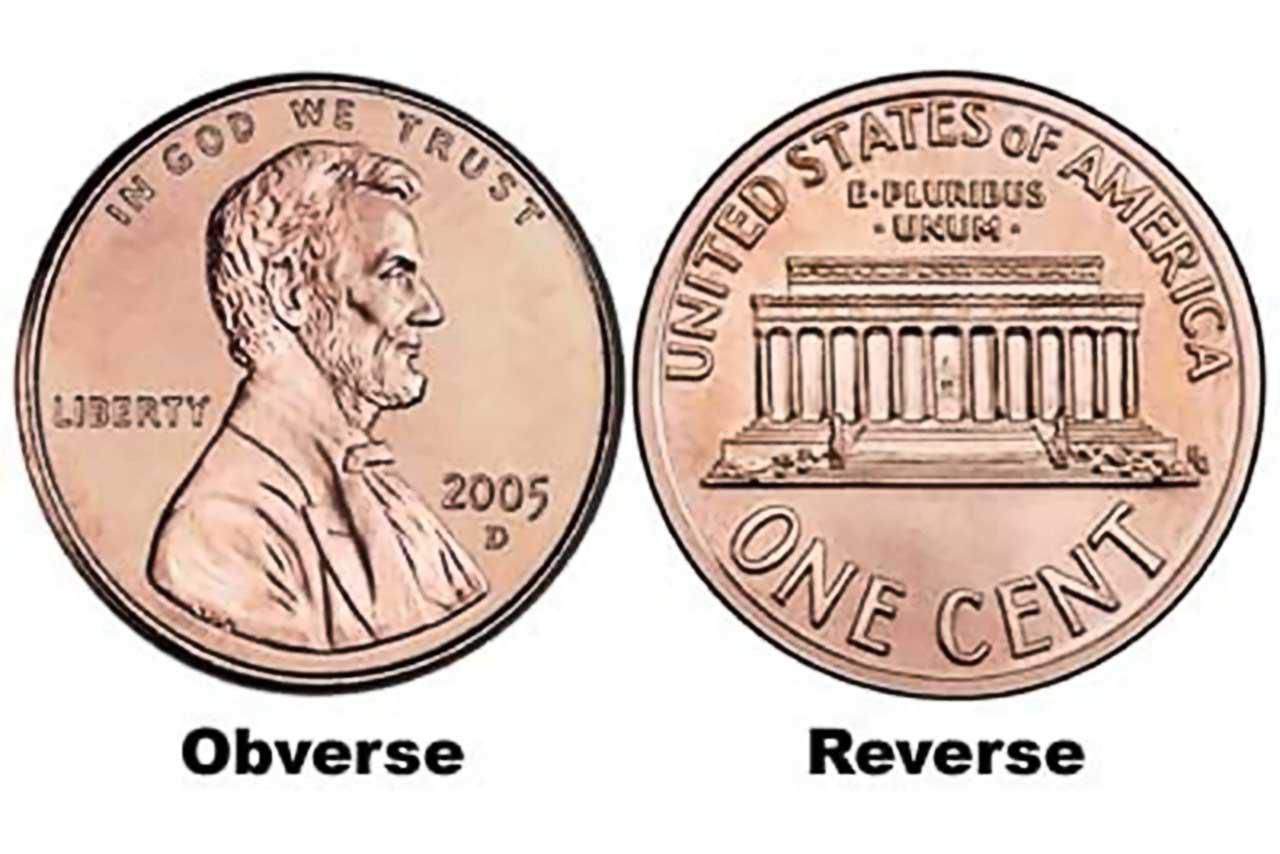 IN GOD WE TRUST
LIBERTY
2005
D
UNITED STATES OF AMERICA
E·PLURIBUS
·UNUM·
ONE CENT
Obverse
Reverse